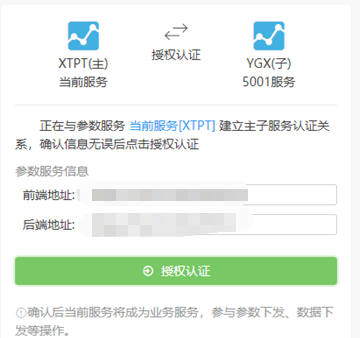 XTPT(主)
当前服务
授权认证
YGX(子)
5001服务
正在与参数服务 当前服务[XTPT] 建立主子服务认证关
系，确认信息无误后点击授权认证
参数服务信息
前端地址:
后端地址:
授权认证
确认后当前服务将成为业务服务，参与参数下发、数据下
发等操作。